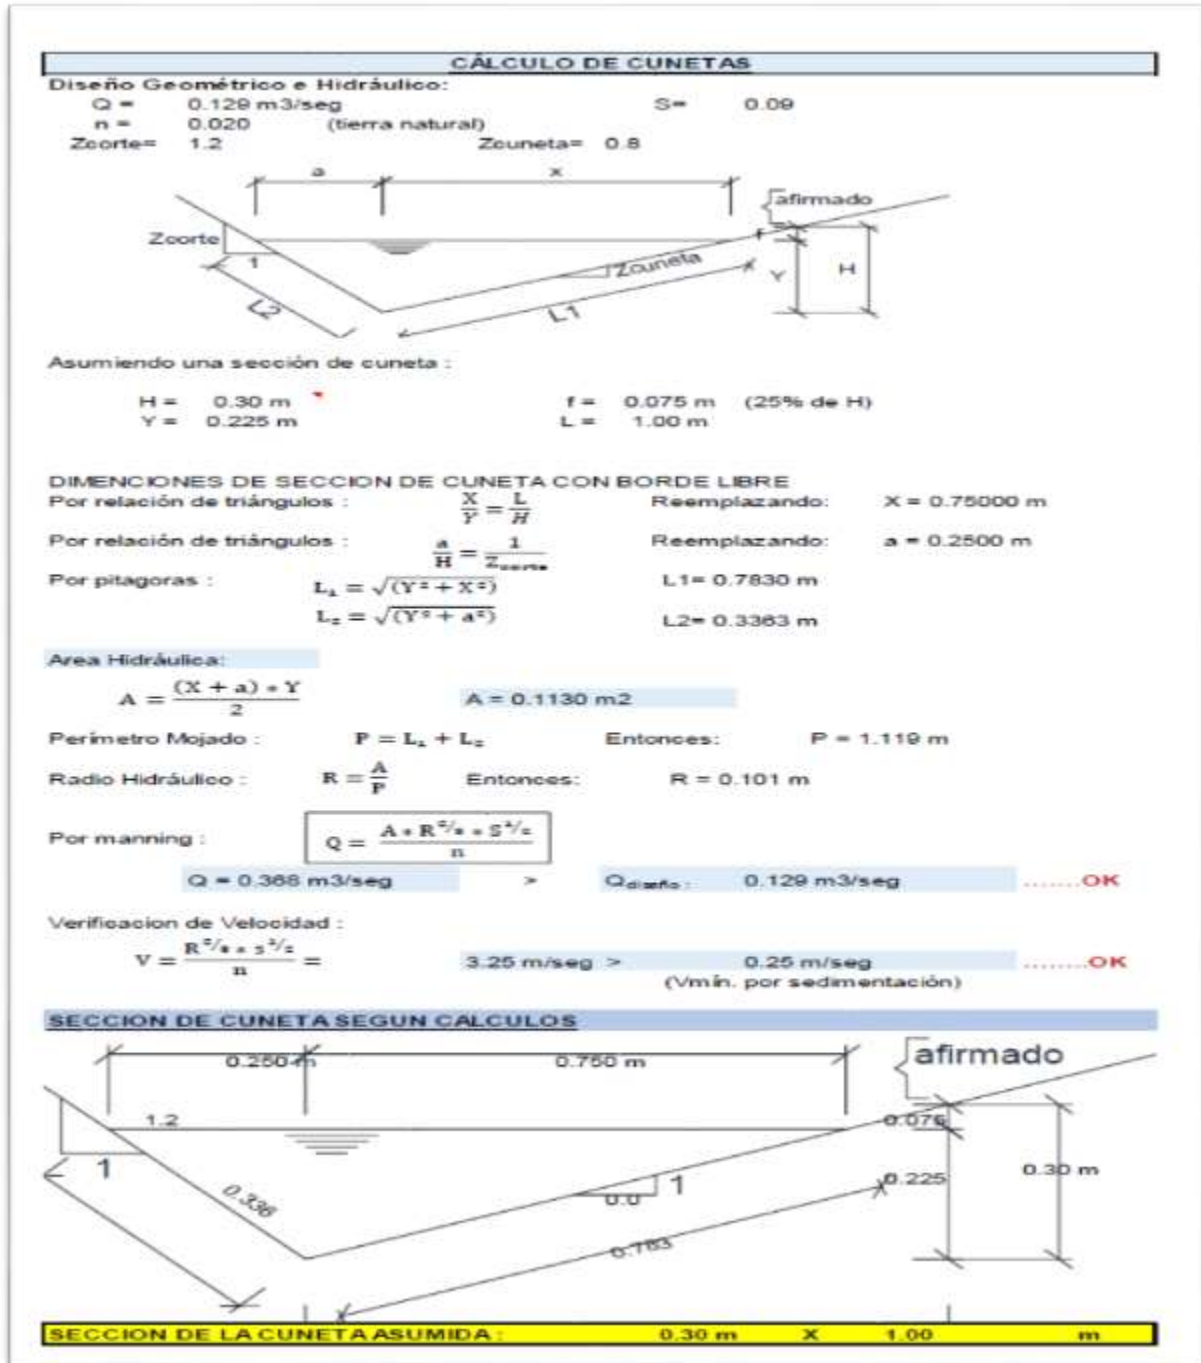 CÁLCULO DE CUNETAS
Diseño Geométrico e Hidráulico:
Q = 0.129 m3/seg S= 0.09
n = 0.020 (tierra natural)
Zcorte= 1.2 Zcuneta= 0.8
a x
afirmado
Zcorte
1
Zcuneta
f
Y H
L2
L1
Asumiendo una sección de cuneta :
H = 0.30 m f = 0.075 m (25% de H)
Y = 0.225 m L = 1.00 m
DIMENCIONES DE SECCION DE CUNETA CON BORDE LIBRE
Por relación de triángulos : X/Y = L/H Reemplazando: X = 0.75000 m
Por relación de triángulos : a/H = 1/Zcorte Reemplazando: a = 0.2500 m
Por pitagoras : L₁ = √(Y² + X²) L1= 0.7830 m
L₂ = √(Y² + a²) L2= 0.3363 m
Area Hidráulica:
A = (X + a) * Y / 2 A = 0.1130 m2
Perímetro Mojado : P = L₁ + L₂ Entonces: P = 1.119 m
Radio Hidráulico : R = A/P Entonces: R = 0.101 m
Por manning : Q = A * R^2/3 * S^1/2 / n
Q = 0.368 m3/seg > Qdiseño : 0.129 m3/seg .......OK
Verificacion de Velocidad :
V = R^2/3 * s^1/2 / n = 3.25 m/seg > 0.25 m/seg ........OK
(Vmín. por sedimentación)
SECCION DE CUNETA SEGUN CALCULOS
0.250 m 0.750 m
afirmado
1.2
0.075
1
0.336
1
0.225
0.30 m
0.783
SECCION DE LA CUNETA ASUMIDA : 0.30 m X 1.00 m